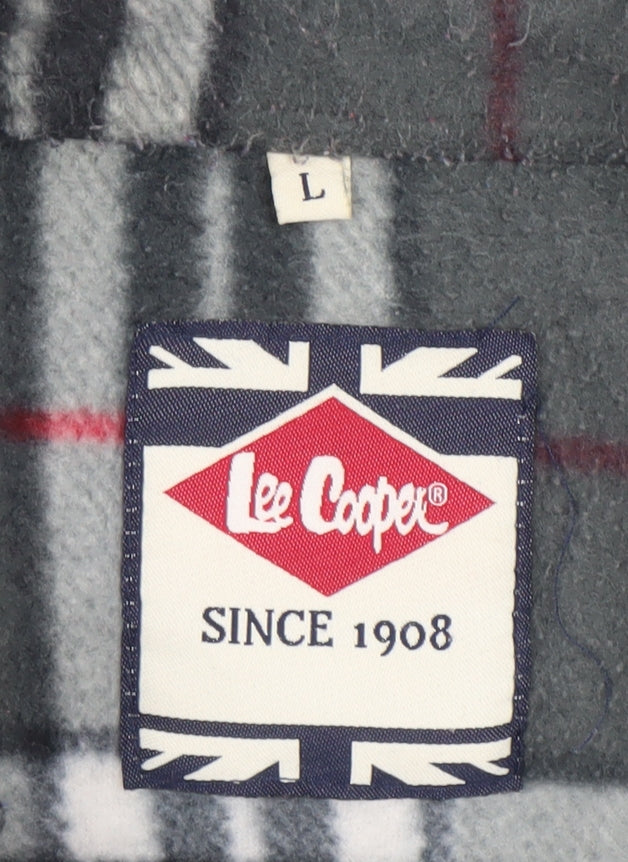 L
Lee Cooper®
SINCE 1908